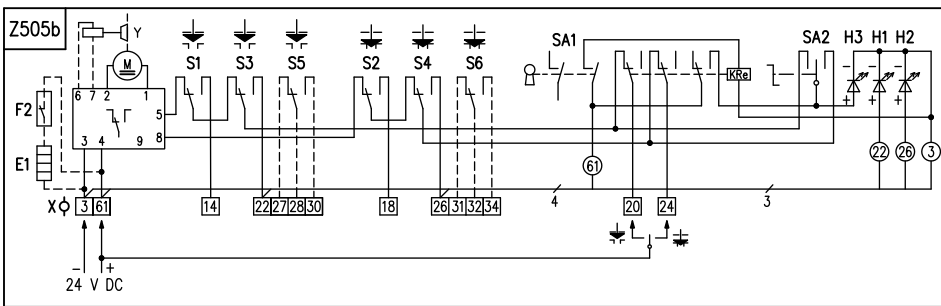 Z505b
Y
S1 S3 S5 S2 S4 S6 SA1 SA2 H3 H1 H2
M
6 7 2 1
KRe
− − −
+ + +
F2
5
8
3 4 9
E1
61 22 26 3
4 3
X 3 61 14 22 27 28 30 18 26 31 32 34 20 24
− +
24 V DC